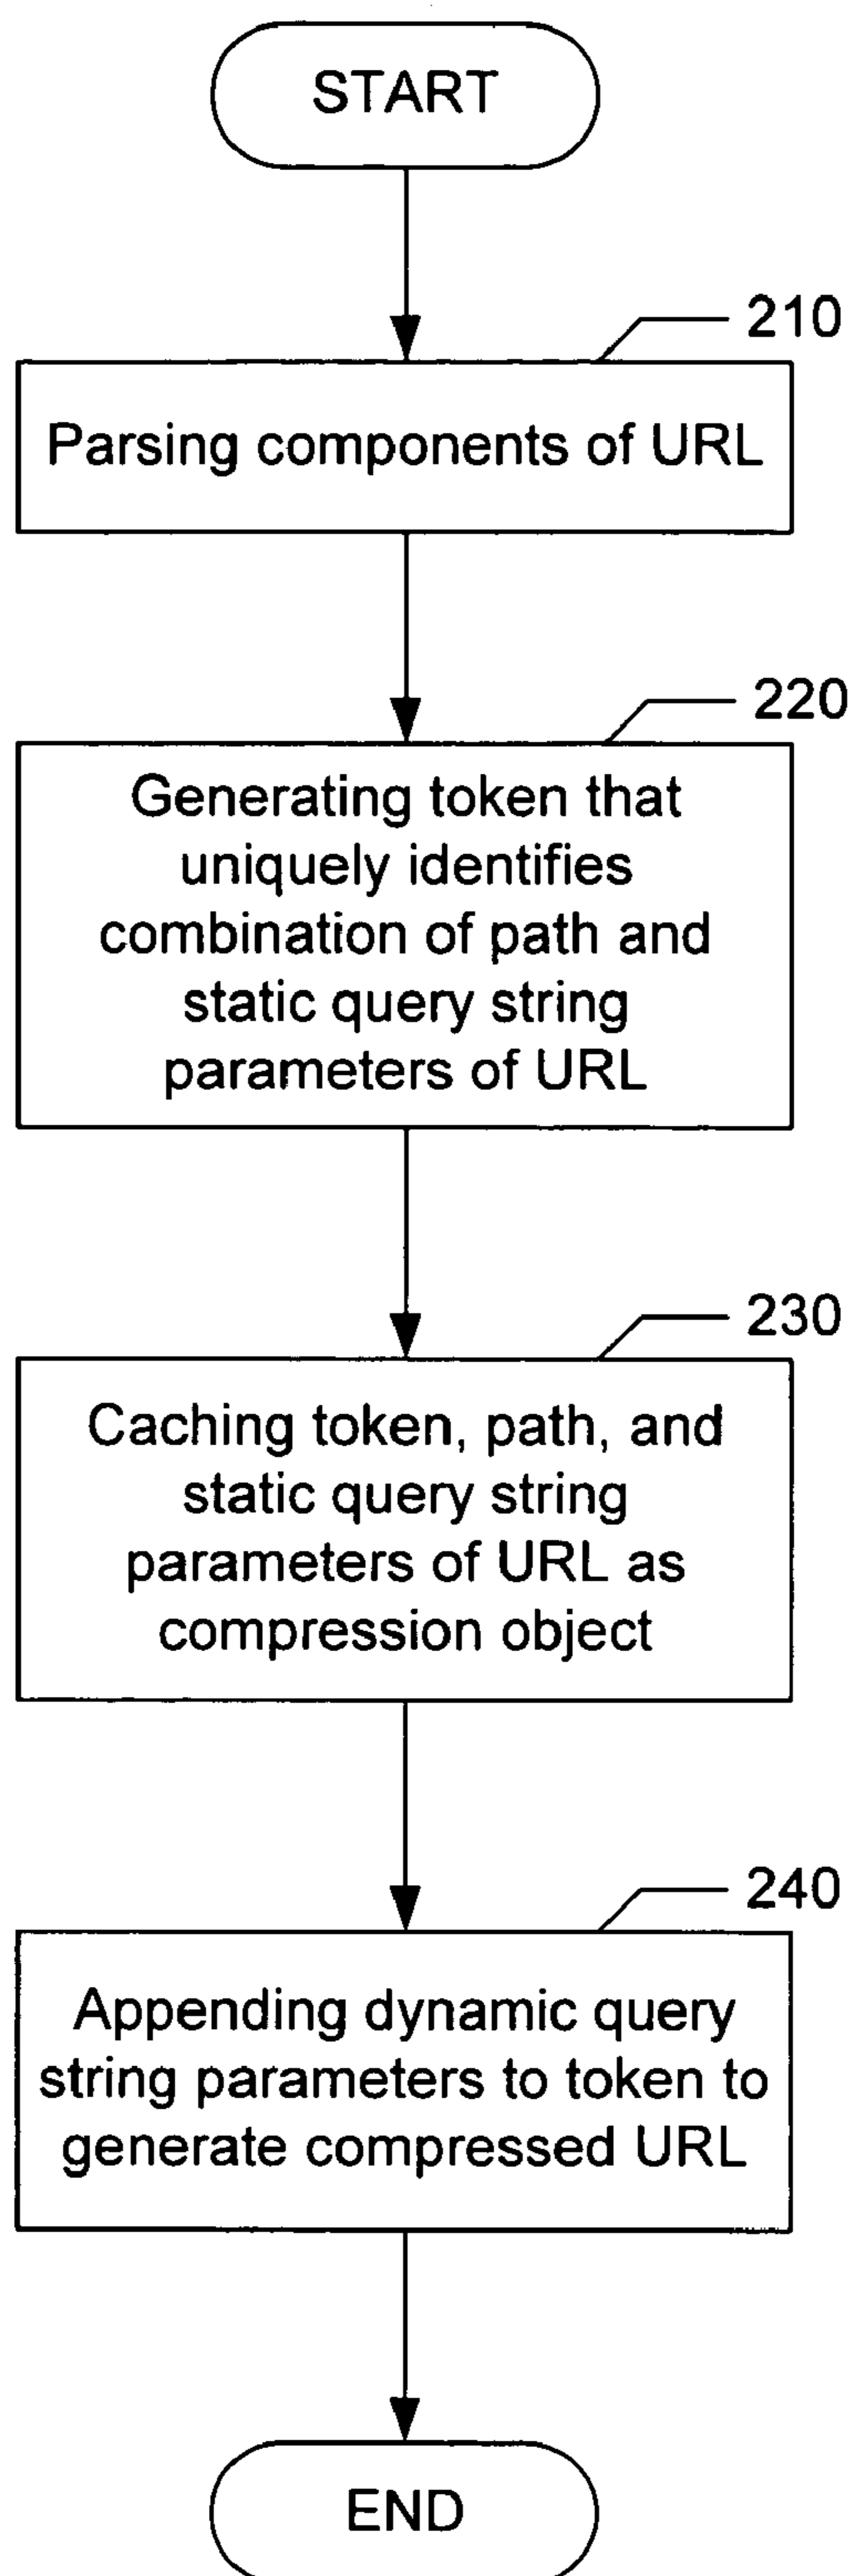 START
210
Parsing components of URL
220
Generating token that
uniquely identifies
combination of path and
static query string
parameters of URL
230
Caching token, path, and
static query string
parameters of URL as
compression object
240
Appending dynamic query
string parameters to token to
generate compressed URL
END